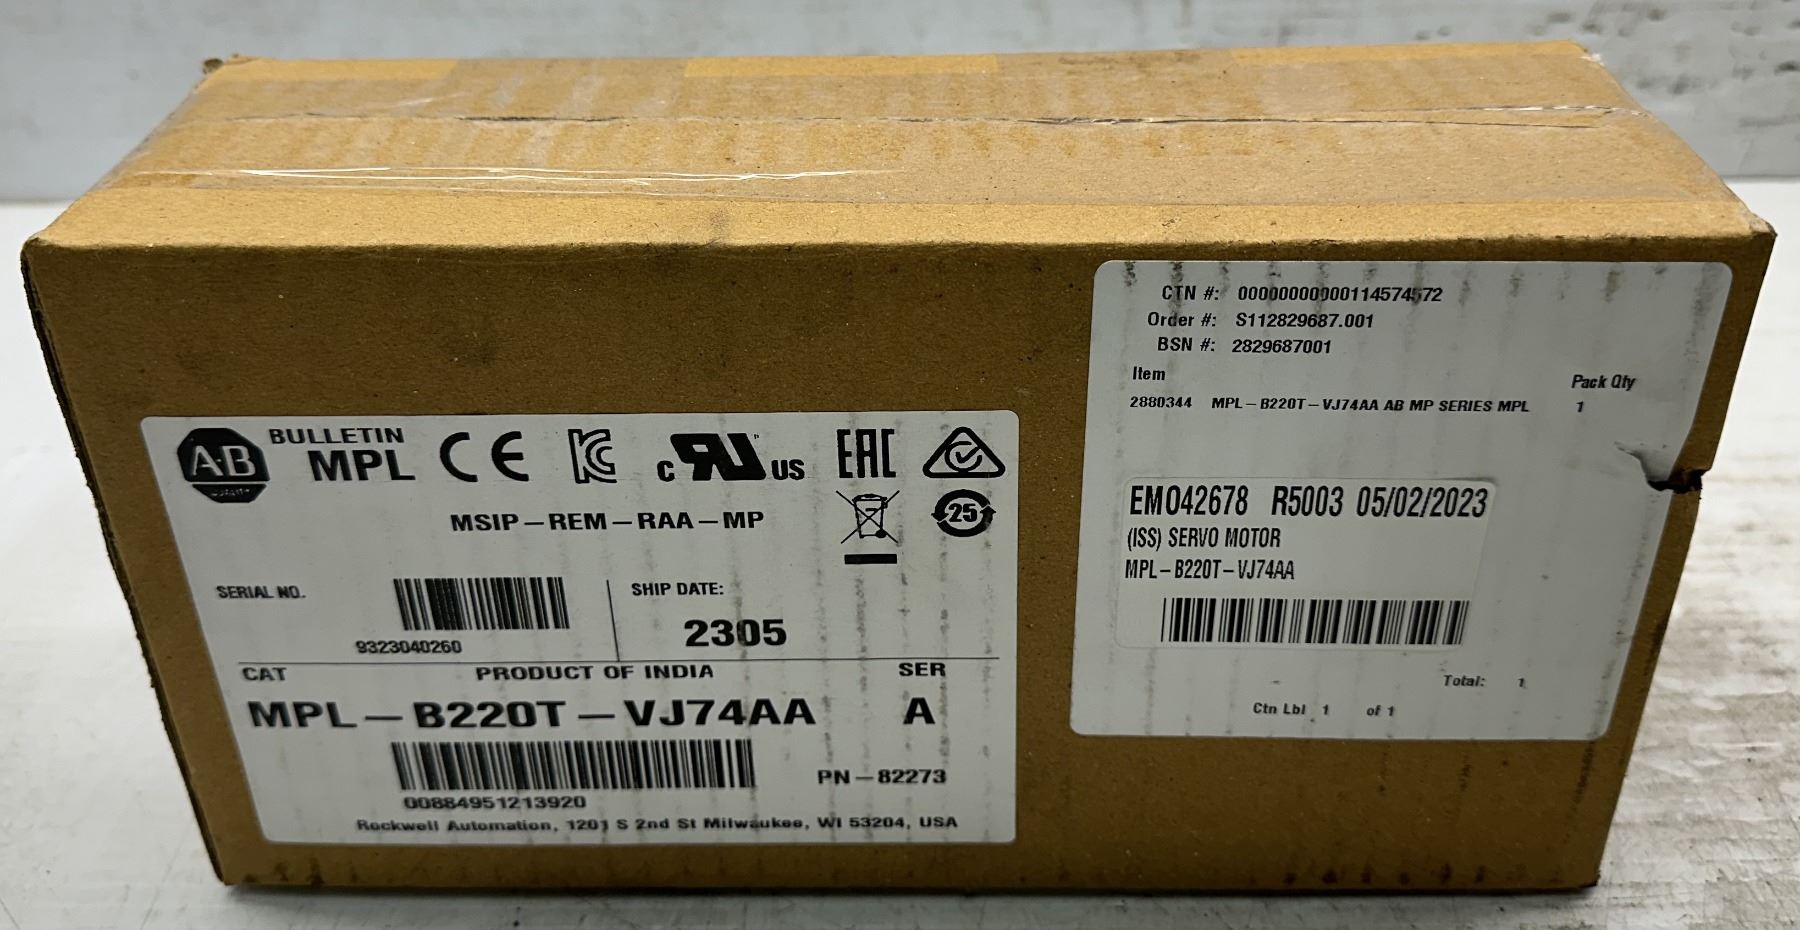 A·B
QUALITY
BULLETIN
MPL
CE
c RU US
EAC
25
MSIP-REM-RAA-MP
SERIAL NO.
9323040260
SHIP DATE:
2305
CAT
PRODUCT OF INDIA
SER
MPL-B220T-VJ74AA
A
PN-82273
00884951213920
Rockwell Automation, 1201 S 2nd St Milwaukee, WI 53204, USA
CTN #: 00000000000114574572
Order #: S112829687.001
BSN #: 2829687001
Item
Pack Qty
2880344 MPL-B220T-VJ74AA AB MP SERIES MPL 1
EM042678 R5003 05/02/2023
(ISS) SERVO MOTOR
MPL-B220T-VJ74AA
Total: 1
Ctn Lbl 1 of 1